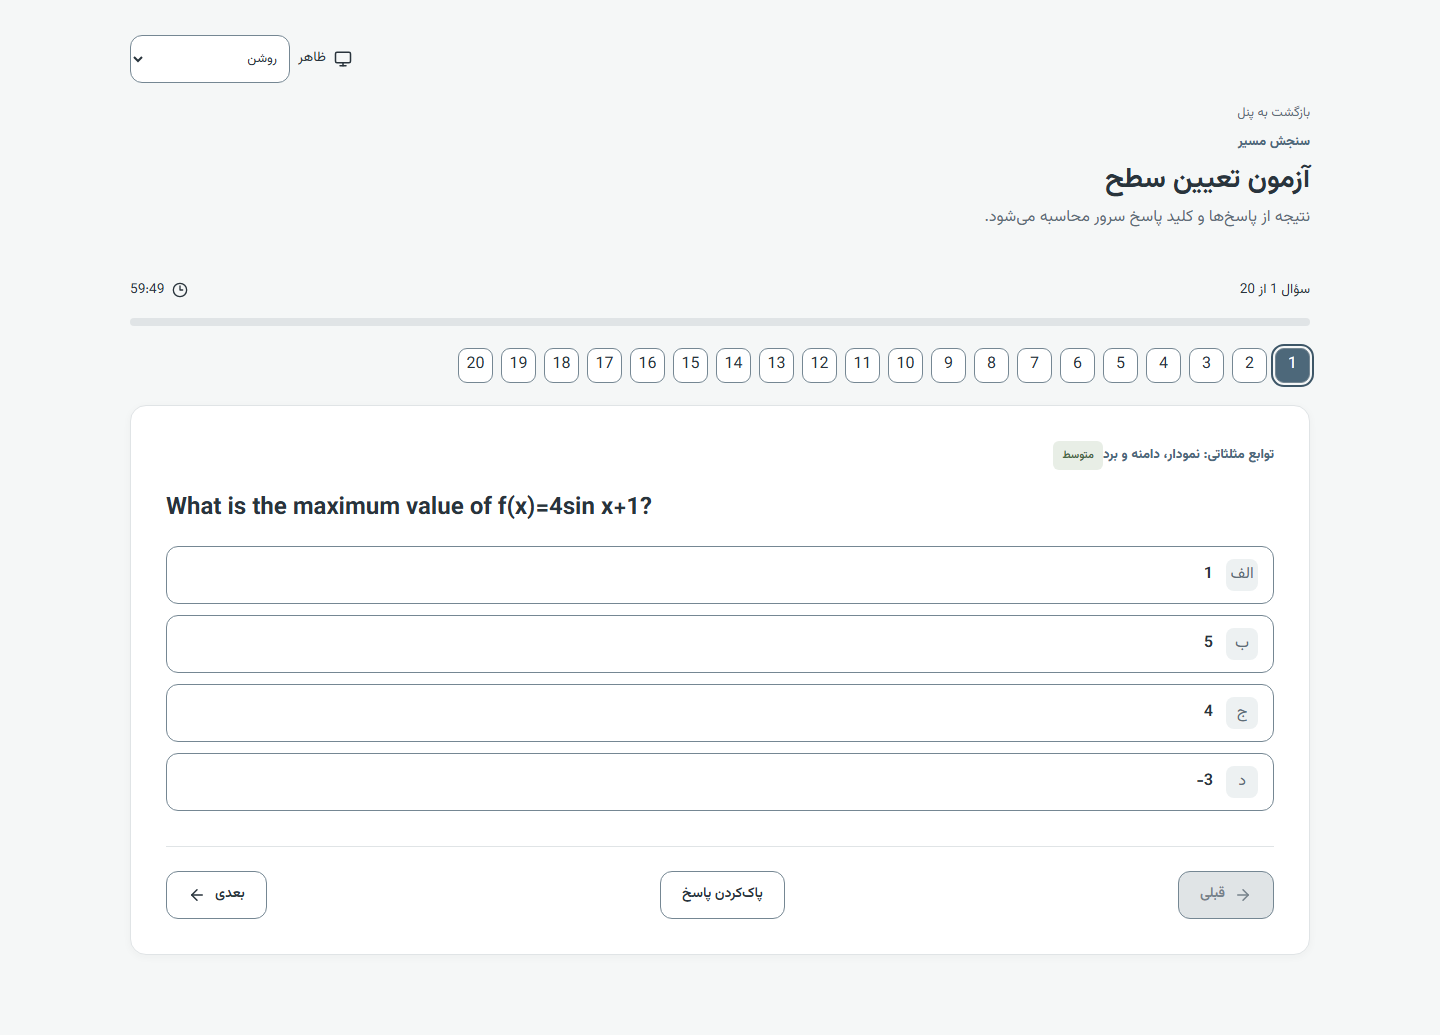 ظاهر روشن
بازگشت به پنل
سنجش مسیر
آزمون تعیین سطح
نتیجه از پاسخ‌ها و کلید پاسخ سرور محاسبه می‌شود.
سؤال 1 از 20
59:49
1 2 3 4 5 6 7 8 9 10 11 12 13 14 15 16 17 18 19 20
توابع مثلثاتی: نمودار، دامنه و برد متوسط
What is the maximum value of f(x)=4sin x+1?
الف 1
ب 5
ج 4
د -3
قبلی
پاک‌کردن پاسخ
بعدی